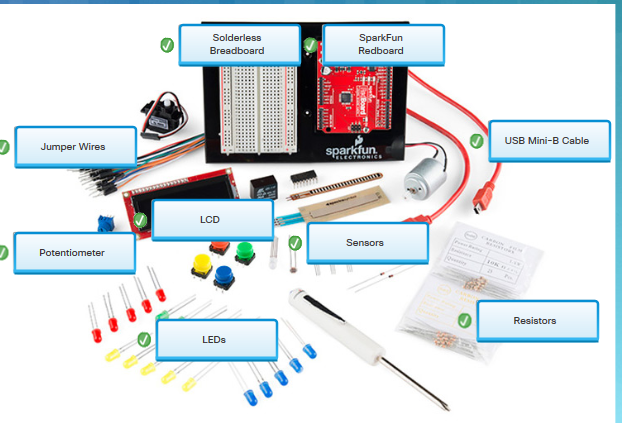 Solderless
Breadboard
SparkFun
Redboard
Jumper Wires
USB Mini-B Cable
sparkfun
ELECTRONICS
LCD
Potentiometer
Sensors
Resistors
LEDs